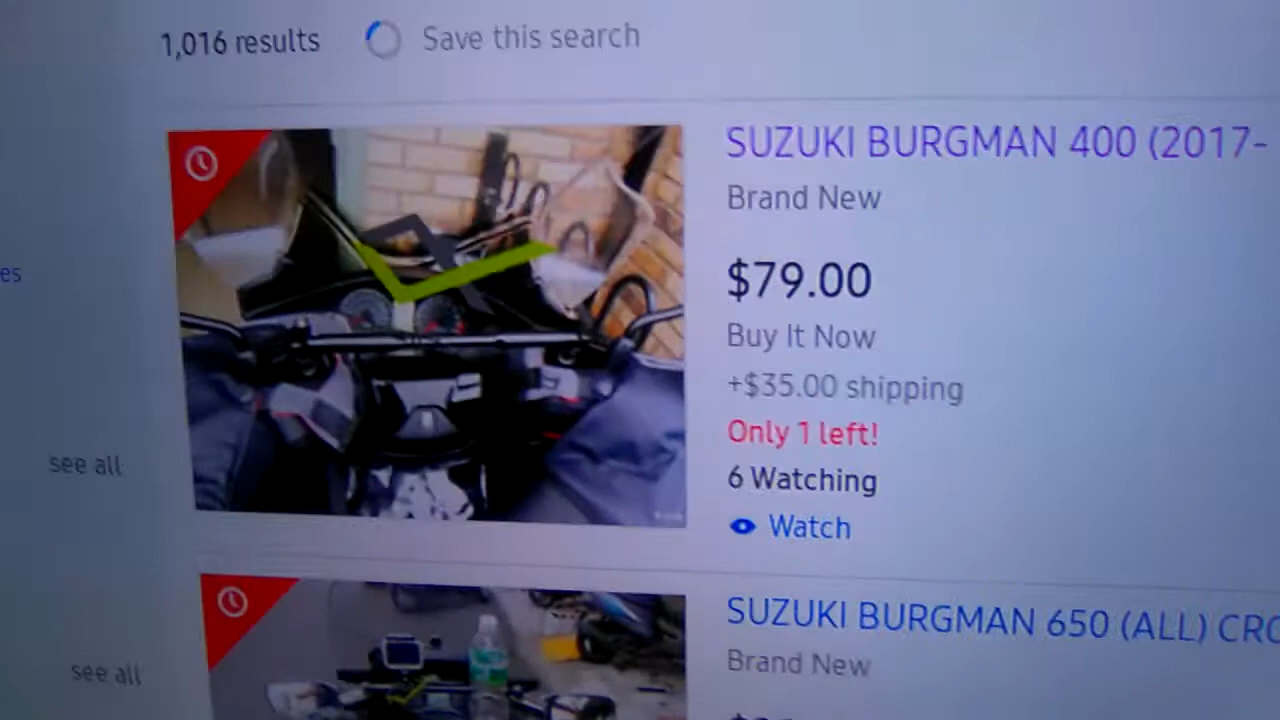 1,016 results
Save this search
SUZUKI BURGMAN 400 (2017-
Brand New
es
$79.00
Buy It Now
+$35.00 shipping
Only 1 left!
see all
6 Watching
Watch
SUZUKI BURGMAN 650 (ALL) CRO
Brand New
see all